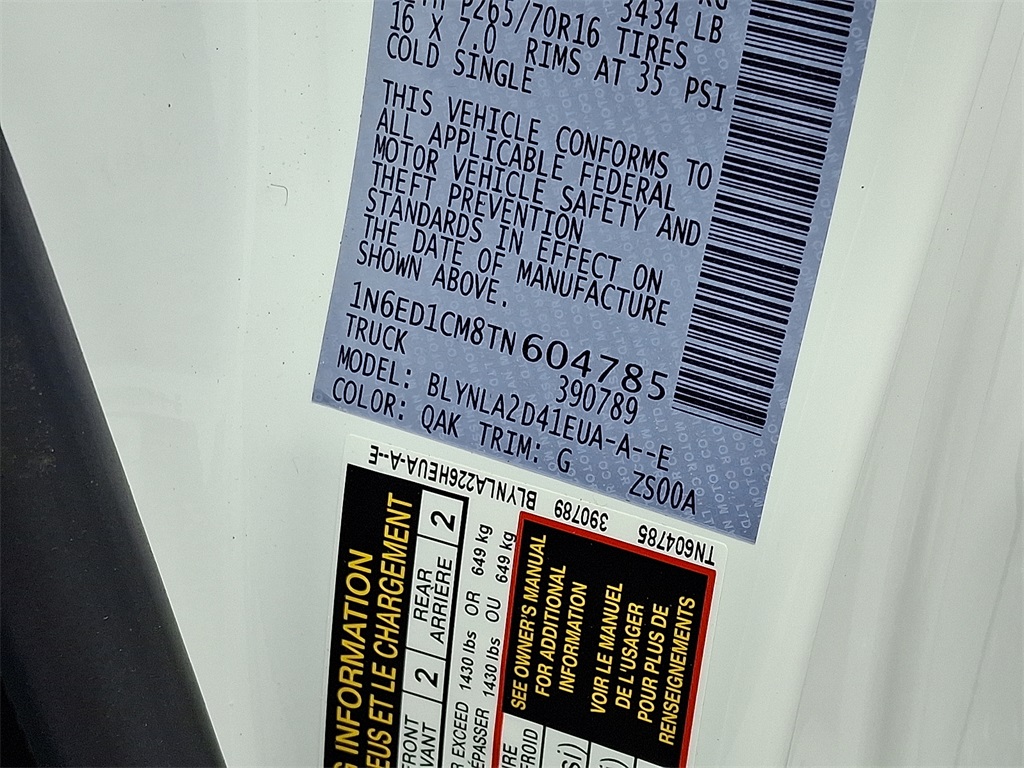 P265/70R16 3434 LB
16 X 7.0 RIMS AT 35 PSI TIRES
COLD SINGLE
THIS VEHICLE CONFORMS TO
ALL APPLICABLE FEDERAL
MOTOR VEHICLE SAFETY AND
THEFT PREVENTION
STANDARDS IN EFFECT ON
THE DATE OF MANUFACTURE
SHOWN ABOVE.
1N6ED1CM8TN604785
TRUCK 390789
MODEL: BLYNLA2D41EUA-A--E
COLOR: QAK TRIM: G ZS00A
TN604785 390789 BLYNLA226HEUA-A--E
INFORMATION
ET LE CHARGEMENT
FRONT 2 REAR 2
ARRIÈRE
EXCEED 1430 lbs OR 649 kg
1430 lbs OU 649 kg
SEE OWNER'S MANUAL
FOR ADDITIONAL
INFORMATION
VOIR LE MANUEL
DE L'USAGER
POUR PLUS DE
RENSEIGNEMENTS